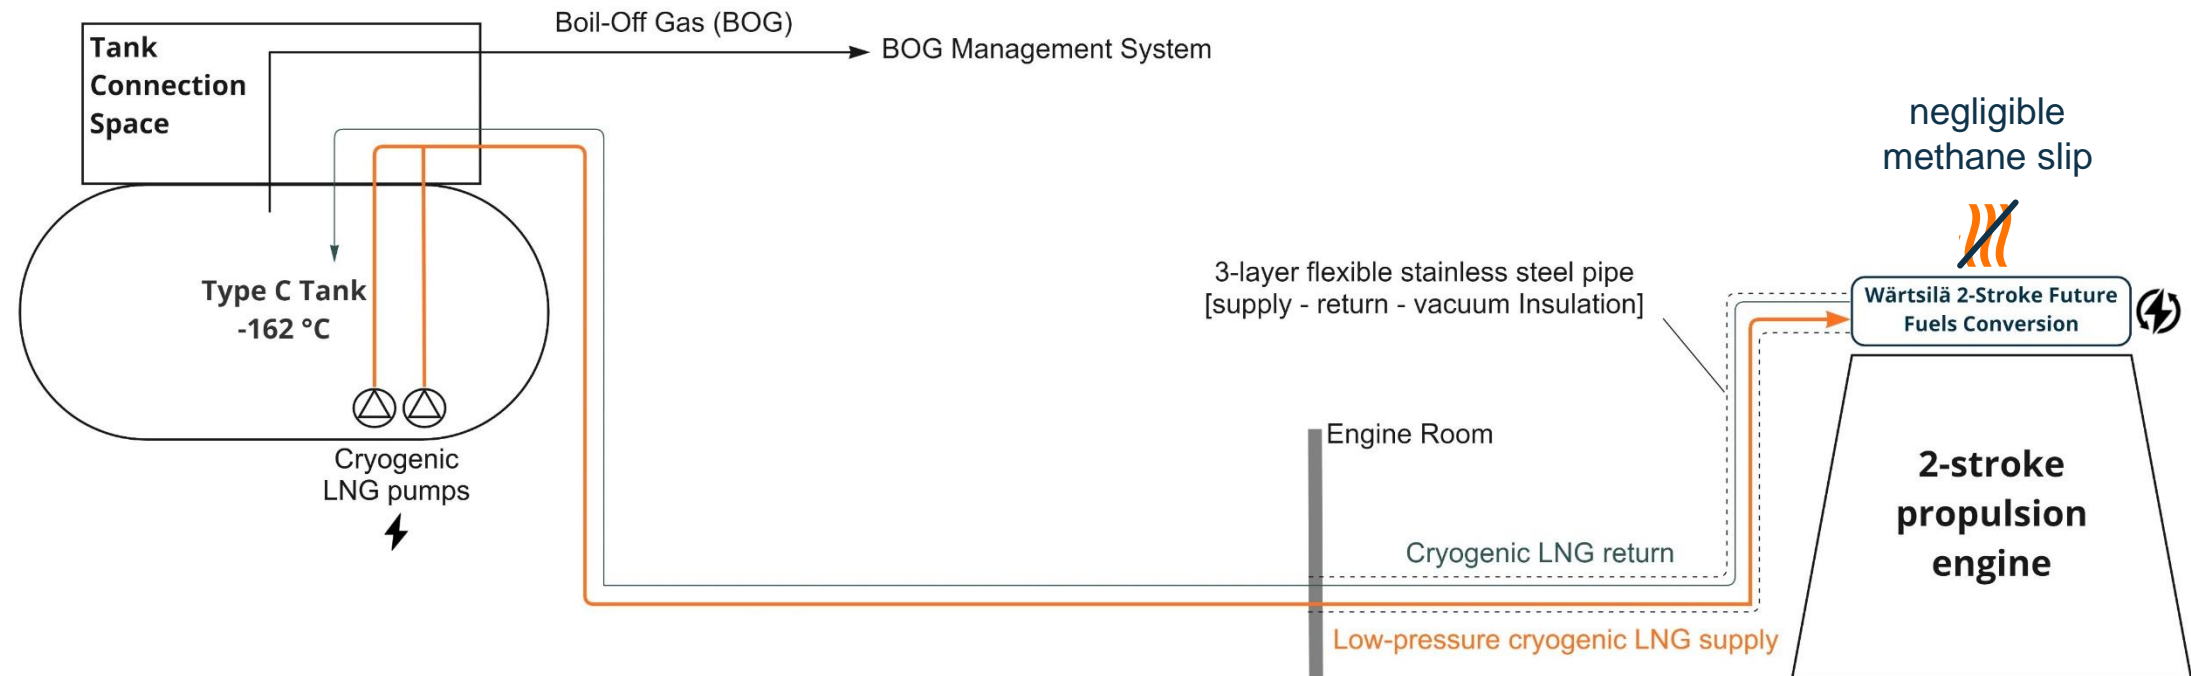 Boil-Off Gas (BOG)
Tank
Connection
Space
BOG Management System
negligible
methane slip
Type C Tank
-162 °C
3-layer flexible stainless steel pipe
[supply - return - vacuum Insulation]
Wärtsilä 2-Stroke Future
Fuels Conversion
Engine Room
Cryogenic
LNG pumps
2-stroke
propulsion
engine
Cryogenic LNG return
Low-pressure cryogenic LNG supply